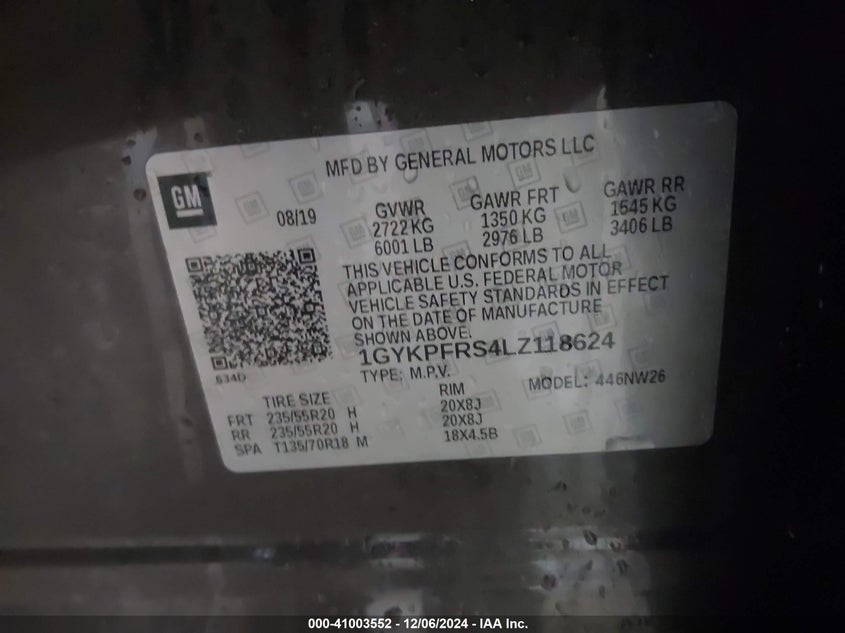 MFD BY GENERAL MOTORS LLC
GM
08/19
GVWR
2722 KG
6001 LB
GAWR FRT
1350 KG
2976 LB
GAWR RR
1545 KG
3406 LB
THIS VEHICLE CONFORMS TO ALL
APPLICABLE U.S. FEDERAL MOTOR
VEHICLE SAFETY STANDARDS IN EFFECT
ON THE DATE OF MANUFACTURE
SHOWN ABOVE.
1GYKPFRS4LZ118624
TYPE: M.P.V.
MODEL: 446NW26
634D
TIRE SIZE RIM
FRT 235/55R20 H 20X8J
RR 235/55R20 H 20X8J
SPA T135/70R18 M 18X4.5B
000-41003552 - 12/06/2024 - IAA Inc.